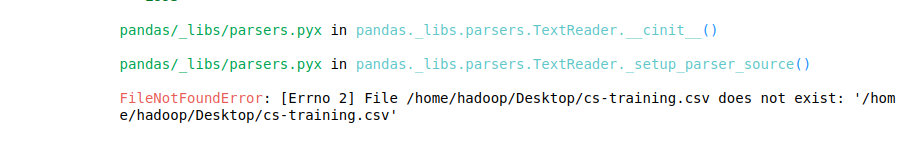 pandas/_libs/parsers.pyx in pandas._libs.parsers.TextReader.__cinit__()
pandas/_libs/parsers.pyx in pandas._libs.parsers.TextReader._setup_parser_source()
FileNotFoundError: [Errno 2] File /home/hadoop/Desktop/cs-training.csv does not exist: '/hom
e/hadoop/Desktop/cs-training.csv'